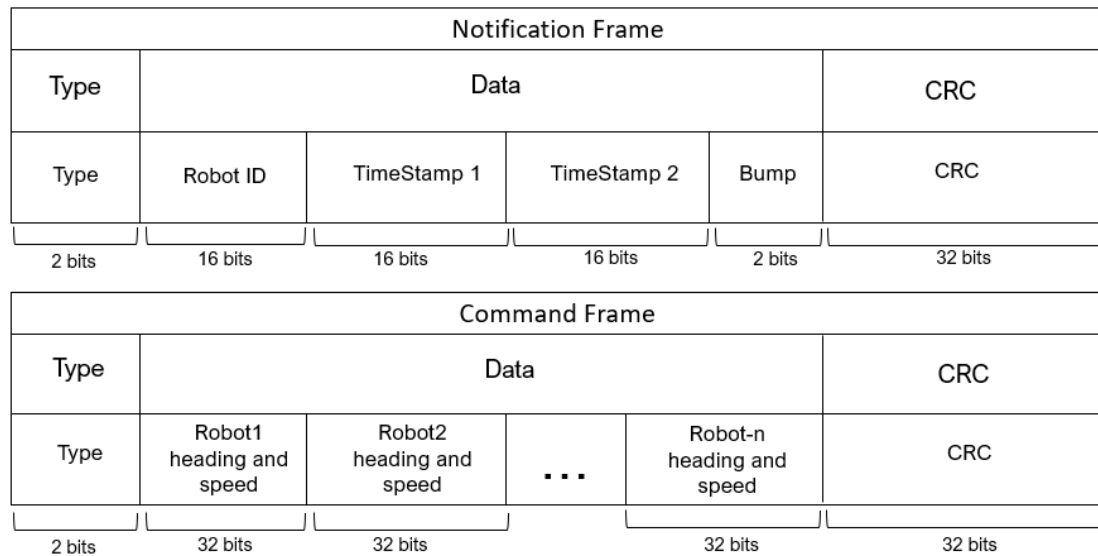 Notification Frame
Type Data CRC
Type Robot ID TimeStamp 1 TimeStamp 2 Bump CRC
2 bits 16 bits 16 bits 16 bits 2 bits 32 bits
Command Frame
Type Data CRC
Type Robot1 heading and speed Robot2 heading and speed ... Robot-n heading and speed CRC
2 bits 32 bits 32 bits 32 bits 32 bits